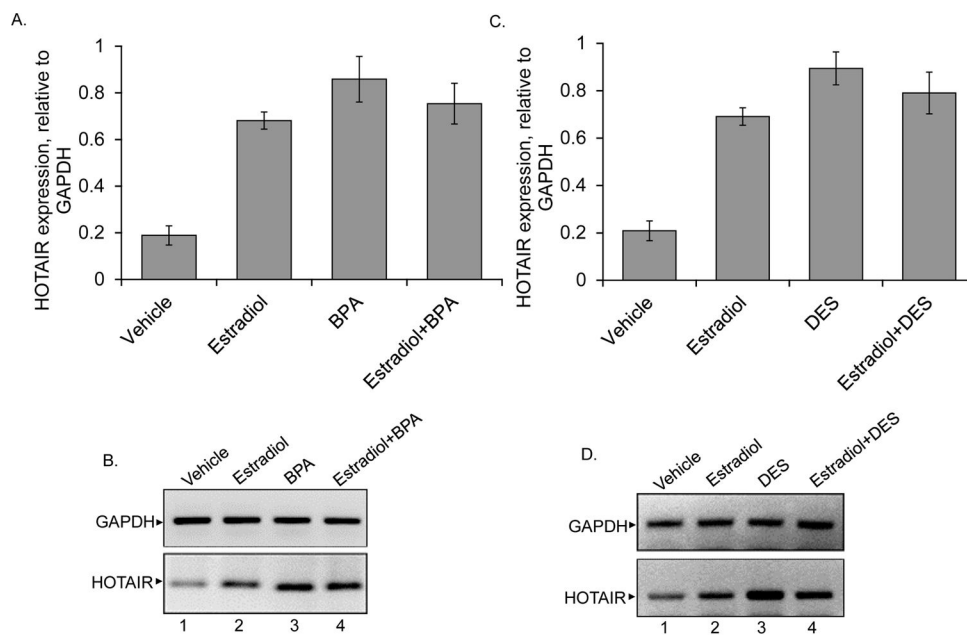 A.
HOTAIR expression, relative to
GAPDH
1
0.8
0.6
0.4
0.2
0
Vehicle
Estradiol
BPA
Estradiol+BPA
C.
HOTAIR expression, relative to
GAPDH
1
0.8
0.6
0.4
0.2
0
Vehicle
Estradiol
DES
Estradiol+DES
B.
Vehicle
Estradiol
BPA
Estradiol+BPA
GAPDH
HOTAIR
1 2 3 4
D.
Vehicle
Estradiol
DES
Estradiol+DES
GAPDH
HOTAIR
1 2 3 4